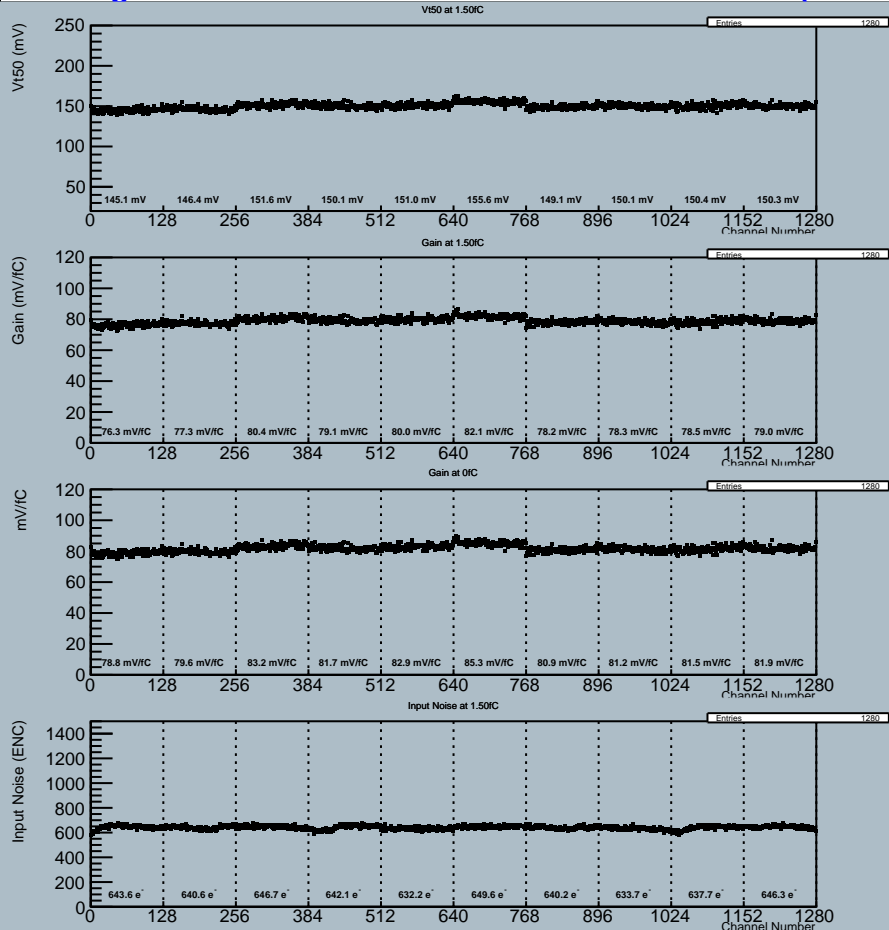 Vt50 at 1.50fC
Entries 1280
Vt50 (mV)
250
200
150
100
50
145.1 mV 146.4 mV 151.6 mV 150.1 mV 151.0 mV 155.6 mV 149.1 mV 150.1 mV 150.4 mV 150.3 mV
0 128 256 384 512 640 768 896 1024 1152 1280
Channel Number
Gain at 1.50fC
Entries 1280
Gain (mV/fC)
120
100
80
60
40
20
0
76.3 mV/fC 77.3 mV/fC 80.4 mV/fC 79.1 mV/fC 80.0 mV/fC 82.1 mV/fC 78.2 mV/fC 78.3 mV/fC 78.5 mV/fC 79.0 mV/fC
0 128 256 384 512 640 768 896 1024 1152 1280
Channel Number
Gain at 0fC
Entries 1280
mV/fC
120
100
80
60
40
20
0
78.8 mV/fC 79.6 mV/fC 83.2 mV/fC 81.7 mV/fC 82.9 mV/fC 85.3 mV/fC 80.9 mV/fC 81.2 mV/fC 81.5 mV/fC 81.9 mV/fC
0 128 256 384 512 640 768 896 1024 1152 1280
Channel Number
Input Noise at 1.50fC
Entries 1280
Input Noise (ENC)
1400
1200
1000
800
600
400
200
0
643.6 e⁻ 640.6 e⁻ 646.7 e⁻ 642.1 e⁻ 632.2 e⁻ 649.6 e⁻ 640.2 e⁻ 633.7 e⁻ 637.7 e⁻ 646.3 e⁻
0 128 256 384 512 640 768 896 1024 1152 1280
Channel Number